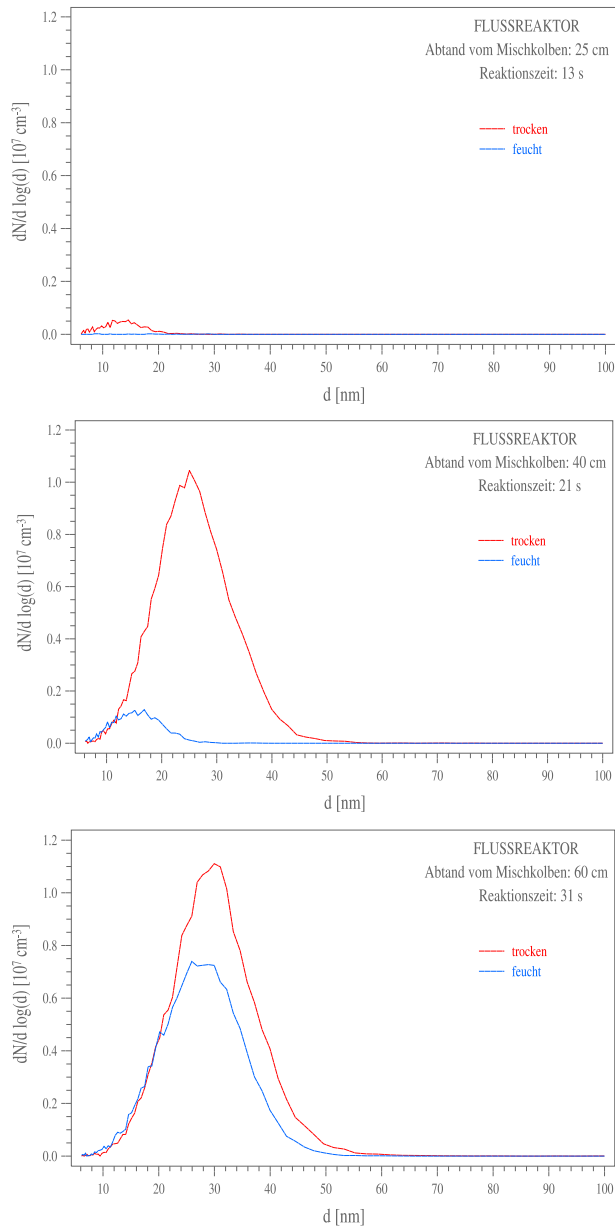 FLUSSREAKTOR
Abtand vom Mischkolben: 25 cm
Reaktionszeit: 13 s
trocken
feucht
dN/d log(d) [10⁷ cm⁻³]
1.2
1.0
0.8
0.6
0.4
0.2
0.0
10 20 30 40 50 60 70 80 90 100
d [nm]
FLUSSREAKTOR
Abtand vom Mischkolben: 40 cm
Reaktionszeit: 21 s
trocken
feucht
dN/d log(d) [10⁷ cm⁻³]
1.2
1.0
0.8
0.6
0.4
0.2
0.0
10 20 30 40 50 60 70 80 90 100
d [nm]
FLUSSREAKTOR
Abtand vom Mischkolben: 60 cm
Reaktionszeit: 31 s
trocken
feucht
dN/d log(d) [10⁷ cm⁻³]
1.2
1.0
0.8
0.6
0.4
0.2
0.0
10 20 30 40 50 60 70 80 90 100
d [nm]